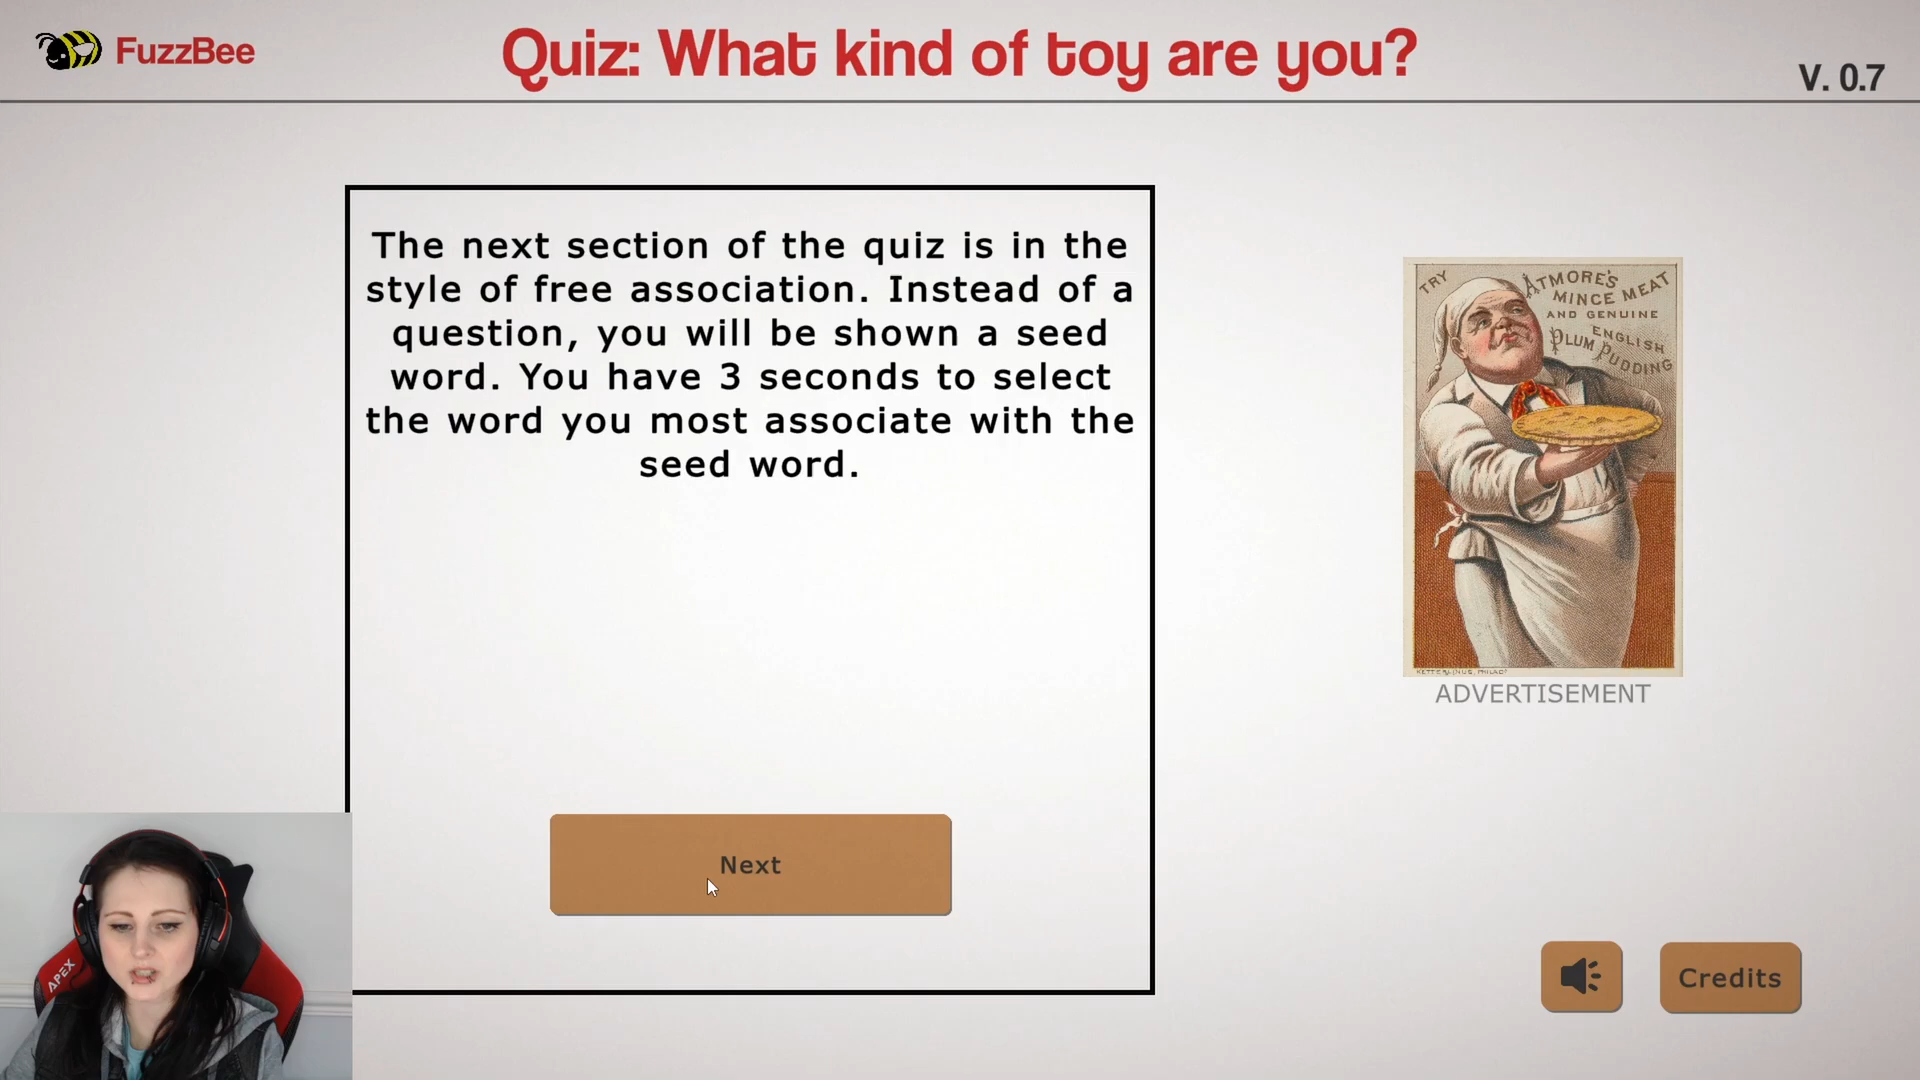 FuzzBee
Quiz: What kind of toy are you?
V. 0.7
The next section of the quiz is in the
style of free association. Instead of a
question, you will be shown a seed
word. You have 3 seconds to select
the word you most associate with the
seed word.
Next
TRY
ATMORE'S
MINCE MEAT
AND GENUINE
ENGLISH
PLUM PUDDING
KETTERLINUS, PHILADA
ADVERTISEMENT
APEX
Credits